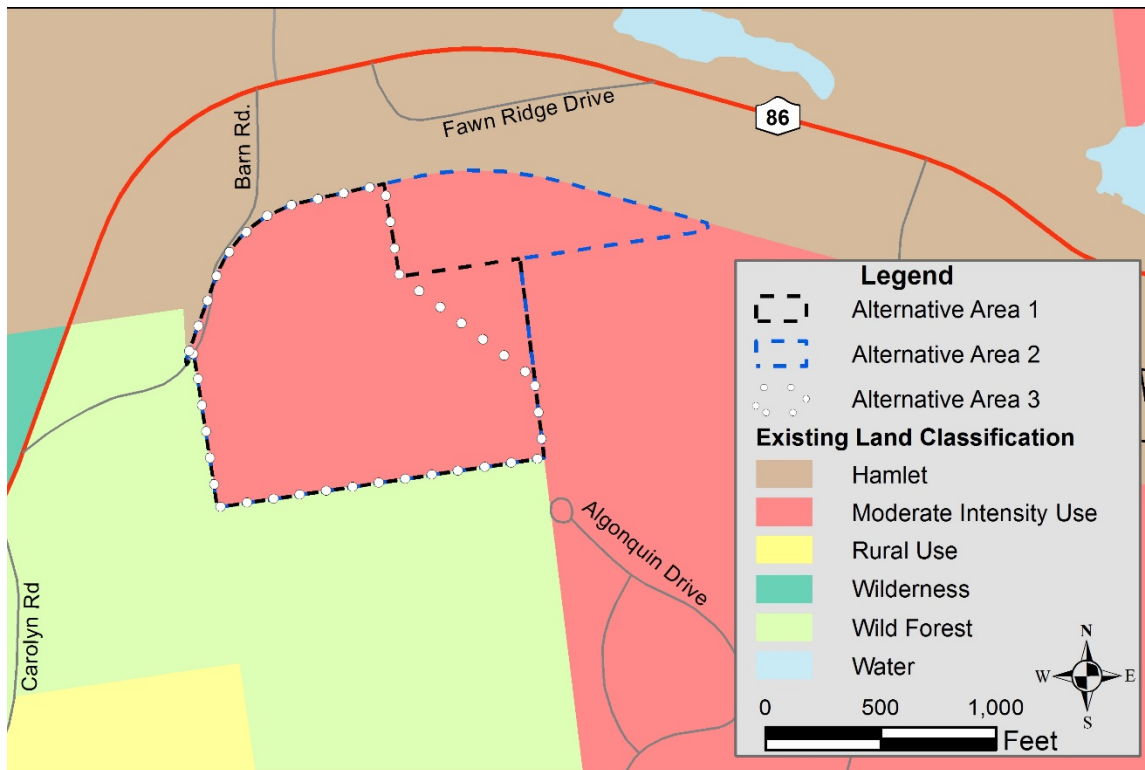 86
Fawn Ridge Drive
Barn Rd.
Legend
Alternative Area 1
Alternative Area 2
Alternative Area 3
Existing Land Classification
Hamlet
Moderate Intensity Use
Rural Use
Wilderness
Wild Forest
Water
Algonquin Drive
Carolyn Rd
N
W E
S
0 500 1,000
Feet